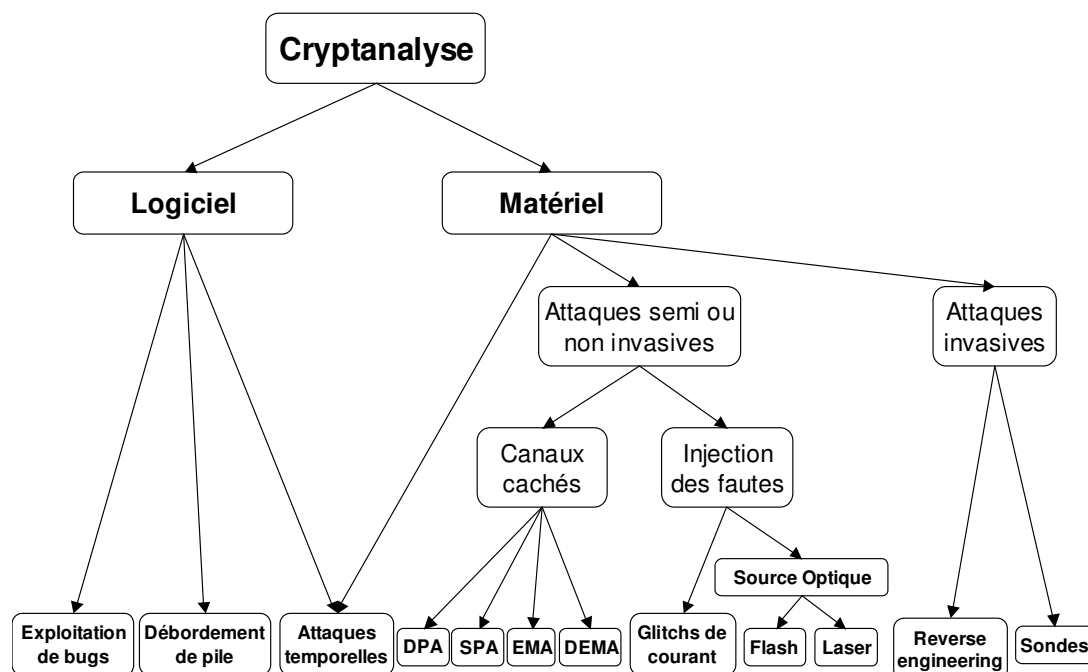 Cryptanalyse
Logiciel
Matériel
Attaques semi ou
non invasives
Attaques
invasives
Canaux
cachés
Injection
des fautes
Source Optique
Exploitation
de bugs
Débordement
de pile
Attaques
temporelles
DPA
SPA
EMA
DEMA
Glitchs de
courant
Flash
Laser
Reverse
engineering
Sondes